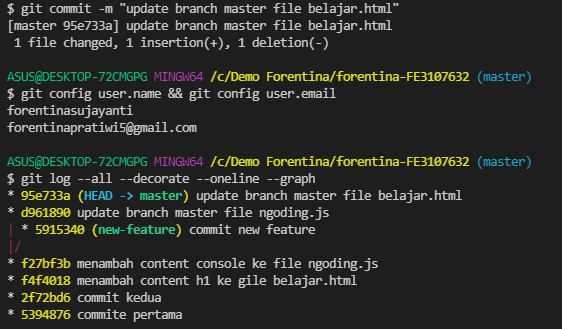 $ git commit -m "update branch master file belajar.html"
[master 95e733a] update branch master file belajar.html
 1 file changed, 1 insertion(+), 1 deletion(-)

ASUS@DESKTOP-72CMGPG MINGW64 /c/Demo Forentina/forentina-FE3107632 (master)
$ git config user.name && git config user.email
forentinasujayanti
forentinapratiwi5@gmail.com

ASUS@DESKTOP-72CMGPG MINGW64 /c/Demo Forentina/forentina-FE3107632 (master)
$ git log --all --decorate --oneline --graph
* 95e733a (HEAD -> master) update branch master file belajar.html
* d961890 update branch master file ngoding.js
| * 5915340 (new-feature) commit new feature
|/
* f27bf3b menambah content console ke file ngoding.js
* f4f4018 menambah content h1 ke gile belajar.html
* 2f72bd6 commit kedua
* 5394876 commite pertama